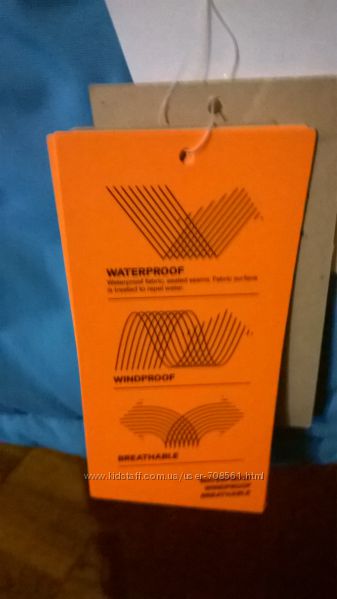 WATERPROOF
Waterproof fabric, sealed seams. Fabric surface
is treated to repel water.
WINDPROOF
BREATHABLE
www.kidstaff.com.ua/user-708561.html
WINDPROOF
BREATHABLE